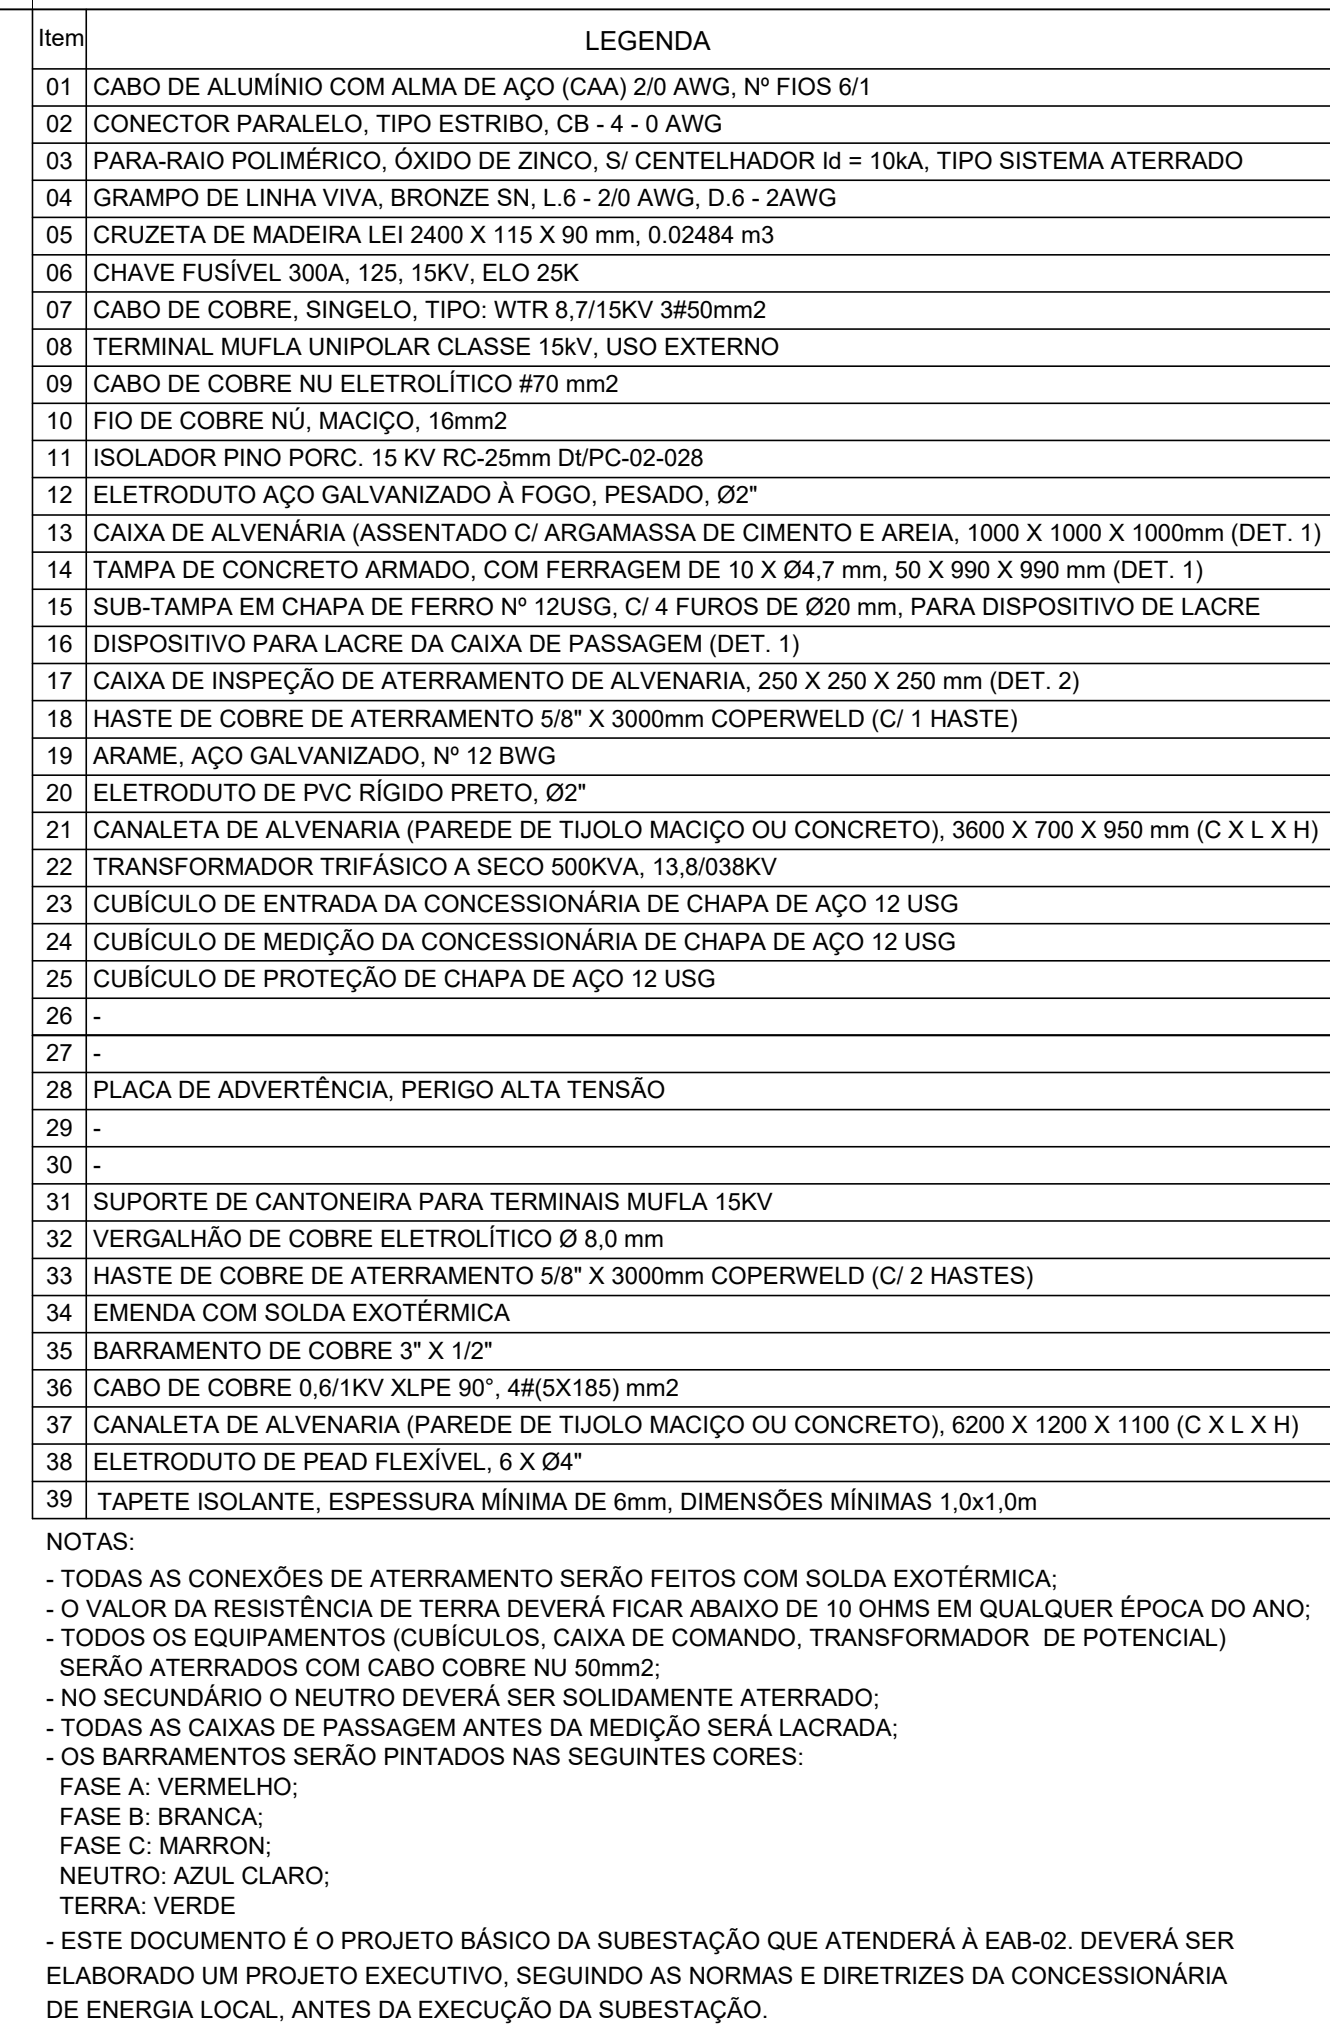 Item LEGENDA
01 CABO DE ALUMÍNIO COM ALMA DE AÇO (CAA) 2/0 AWG, Nº FIOS 6/1
02 CONECTOR PARALELO, TIPO ESTRIBO, CB - 4 - 0 AWG
03 PARA-RAIO POLIMÉRICO, ÓXIDO DE ZINCO, S/ CENTELHADOR Id = 10kA, TIPO SISTEMA ATERRADO
04 GRAMPO DE LINHA VIVA, BRONZE SN, L.6 - 2/0 AWG, D.6 - 2AWG
05 CRUZETA DE MADEIRA LEI 2400 X 115 X 90 mm, 0.02484 m3
06 CHAVE FUSÍVEL 300A, 125, 15KV, ELO 25K
07 CABO DE COBRE, SINGELO, TIPO: WTR 8,7/15KV 3#50mm2
08 TERMINAL MUFLA UNIPOLAR CLASSE 15kV, USO EXTERNO
09 CABO DE COBRE NU ELETROLÍTICO #70 mm2
10 FIO DE COBRE NÚ, MACIÇO, 16mm2
11 ISOLADOR PINO PORC. 15 KV RC-25mm Dt/PC-02-028
12 ELETRODUTO AÇO GALVANIZADO À FOGO, PESADO, Ø2"
13 CAIXA DE ALVENÁRIA (ASSENTADO C/ ARGAMASSA DE CIMENTO E AREIA, 1000 X 1000 X 1000mm (DET. 1)
14 TAMPA DE CONCRETO ARMADO, COM FERRAGEM DE 10 X Ø4,7 mm, 50 X 990 X 990 mm (DET. 1)
15 SUB-TAMPA EM CHAPA DE FERRO Nº 12USG, C/ 4 FUROS DE Ø20 mm, PARA DISPOSITIVO DE LACRE
16 DISPOSITIVO PARA LACRE DA CAIXA DE PASSAGEM (DET. 1)
17 CAIXA DE INSPEÇÃO DE ATERRAMENTO DE ALVENARIA, 250 X 250 X 250 mm (DET. 2)
18 HASTE DE COBRE DE ATERRAMENTO 5/8" X 3000mm COPERWELD (C/ 1 HASTE)
19 ARAME, AÇO GALVANIZADO, Nº 12 BWG
20 ELETRODUTO DE PVC RÍGIDO PRETO, Ø2"
21 CANALETA DE ALVENARIA (PAREDE DE TIJOLO MACIÇO OU CONCRETO), 3600 X 700 X 950 mm (C X L X H)
22 TRANSFORMADOR TRIFÁSICO A SECO 500KVA, 13,8/038KV
23 CUBÍCULO DE ENTRADA DA CONCESSIONÁRIA DE CHAPA DE AÇO 12 USG
24 CUBÍCULO DE MEDIÇÃO DA CONCESSIONÁRIA DE CHAPA DE AÇO 12 USG
25 CUBÍCULO DE PROTEÇÃO DE CHAPA DE AÇO 12 USG
26 -
27 -
28 PLACA DE ADVERTÊNCIA, PERIGO ALTA TENSÃO
29 -
30 -
31 SUPORTE DE CANTONEIRA PARA TERMINAIS MUFLA 15KV
32 VERGALHÃO DE COBRE ELETROLÍTICO Ø 8,0 mm
33 HASTE DE COBRE DE ATERRAMENTO 5/8" X 3000mm COPERWELD (C/ 2 HASTES)
34 EMENDA COM SOLDA EXOTÉRMICA
35 BARRAMENTO DE COBRE 3" X 1/2"
36 CABO DE COBRE 0,6/1KV XLPE 90°, 4#(5X185) mm2
37 CANALETA DE ALVENARIA (PAREDE DE TIJOLO MACIÇO OU CONCRETO), 6200 X 1200 X 1100 (C X L X H)
38 ELETRODUTO DE PEAD FLEXÍVEL, 6 X Ø4"
39 TAPETE ISOLANTE, ESPESSURA MÍNIMA DE 6mm, DIMENSÕES MÍNIMAS 1,0x1,0m
NOTAS:
- TODAS AS CONEXÕES DE ATERRAMENTO SERÃO FEITOS COM SOLDA EXOTÉRMICA;
- O VALOR DA RESISTÊNCIA DE TERRA DEVERÁ FICAR ABAIXO DE 10 OHMS EM QUALQUER ÉPOCA DO ANO;
- TODOS OS EQUIPAMENTOS (CUBÍCULOS, CAIXA DE COMANDO, TRANSFORMADOR DE POTENCIAL)
SERÃO ATERRADOS COM CABO COBRE NU 50mm2;
- NO SECUNDÁRIO O NEUTRO DEVERÁ SER SOLIDAMENTE ATERRADO;
- TODAS AS CAIXAS DE PASSAGEM ANTES DA MEDIÇÃO SERÁ LACRADA;
- OS BARRAMENTOS SERÃO PINTADOS NAS SEGUINTES CORES:
FASE A: VERMELHO;
FASE B: BRANCA;
FASE C: MARRON;
NEUTRO: AZUL CLARO;
TERRA: VERDE
- ESTE DOCUMENTO É O PROJETO BÁSICO DA SUBESTAÇÃO QUE ATENDERÁ À EAB-02. DEVERÁ SER
ELABORADO UM PROJETO EXECUTIVO, SEGUINDO AS NORMAS E DIRETRIZES DA CONCESSIONÁRIA
DE ENERGIA LOCAL, ANTES DA EXECUÇÃO DA SUBESTAÇÃO.